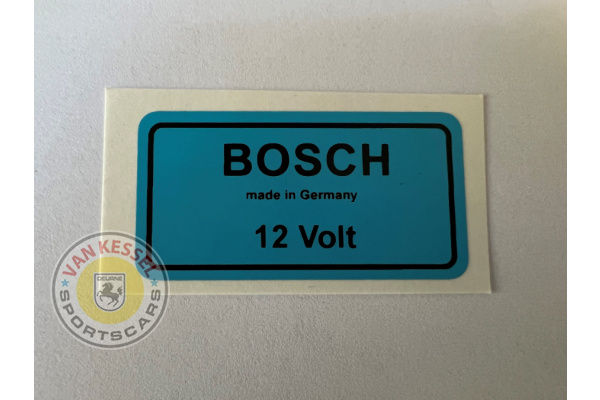 BOSCH
made in Germany
12 Volt
VAN KESSEL
DEURNE
SPORTSCARS